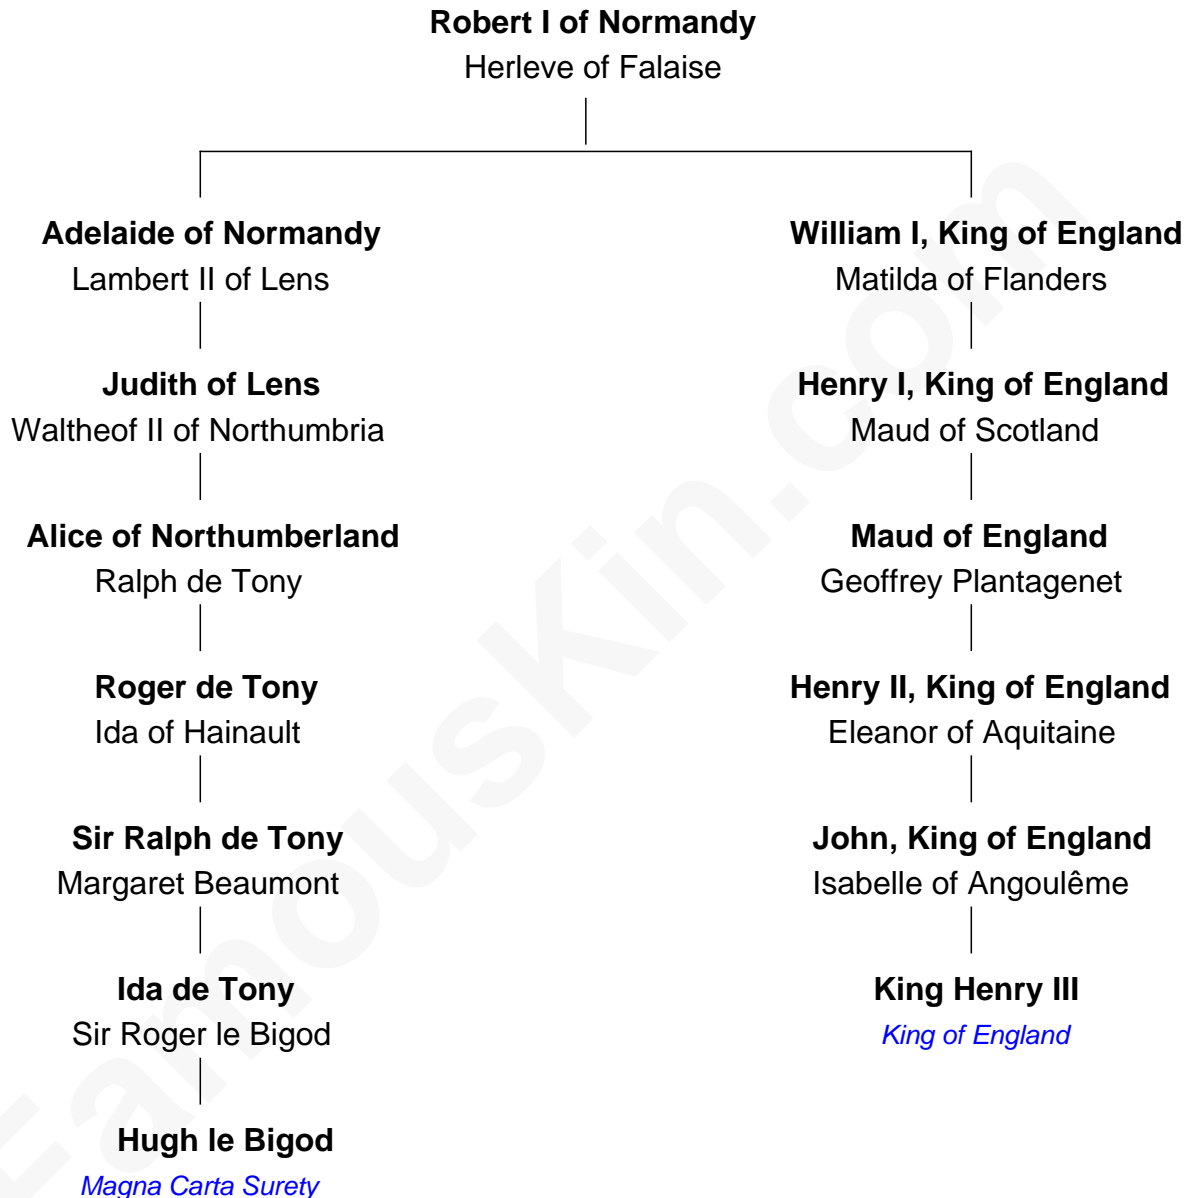 Robert I of Normandy
Herleve of Falaise
Adelaide of Normandy
Lambert II of Lens
William I, King of England
Matilda of Flanders
Judith of Lens
Waltheof II of Northumbria
Henry I, King of England
Maud of Scotland
Alice of Northumberland
Ralph de Tony
Maud of England
Geoffrey Plantagenet
Roger de Tony
Ida of Hainault
Henry II, King of England
Eleanor of Aquitaine
Sir Ralph de Tony
Margaret Beaumont
John, King of England
Isabelle of Angoulême
Ida de Tony
Sir Roger le Bigod
King Henry III
King of England
Hugh le Bigod
Magna Carta Surety
FamousKin.com